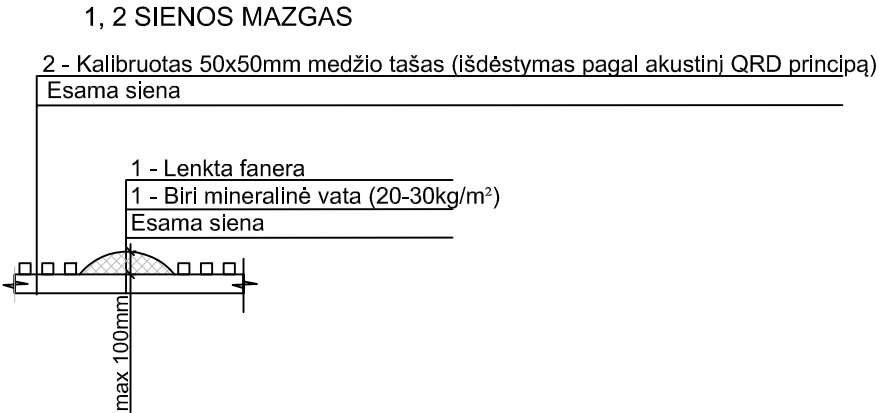 1, 2 SIENOS MAZGAS
2 - Kalibruotas 50x50mm medžio tašas (išdėstymas pagal akustinį QRD principą)
Esama siena
1 - Lenkta fanera
1 - Biri mineralinė vata (20-30kg/m²)
Esama siena
max 100mm